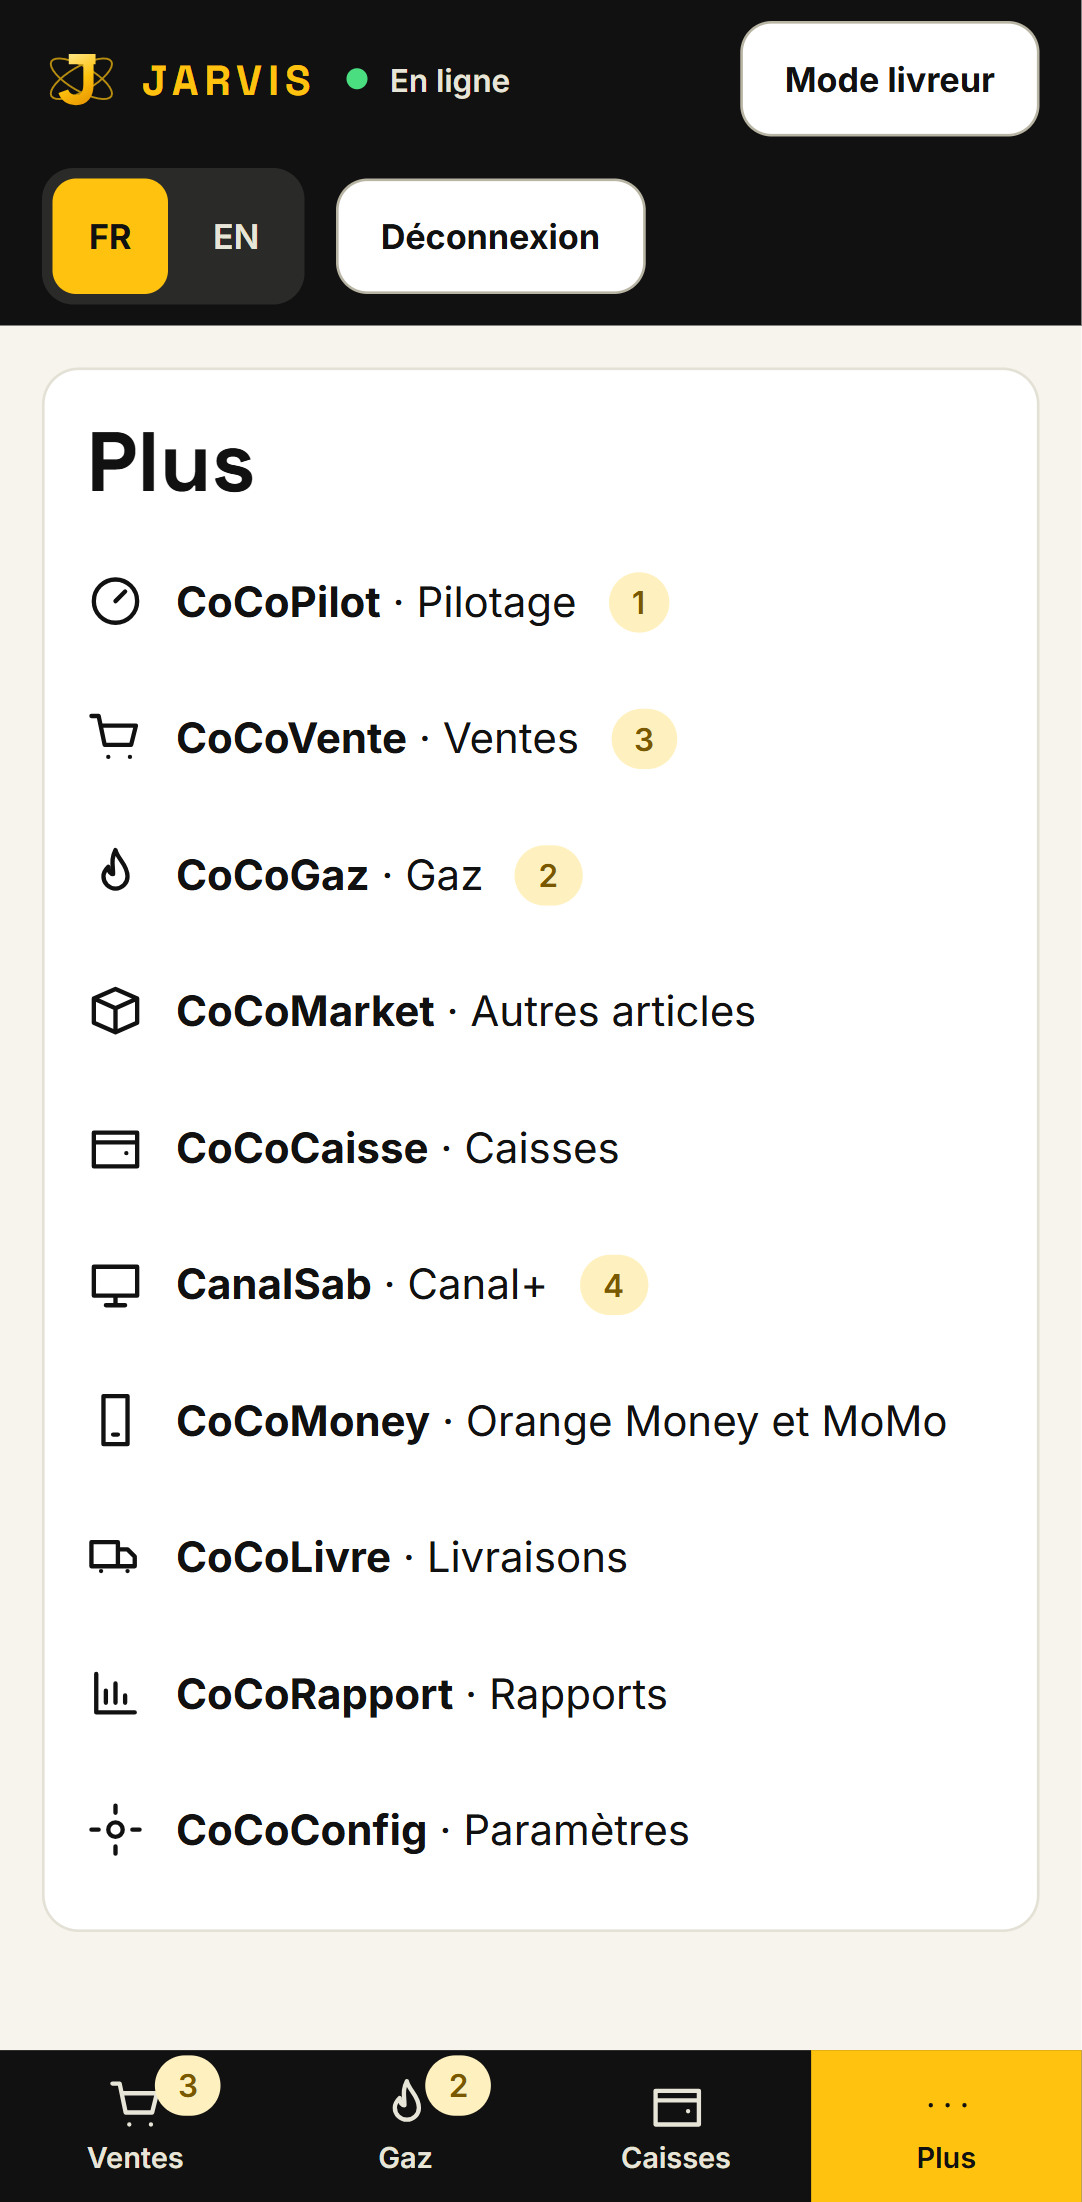 J JARVIS En ligne Mode livreur
FR EN Déconnexion
Plus
CoCoPilot · Pilotage 1
CoCoVente · Ventes 3
CoCoGaz · Gaz 2
CoCoMarket · Autres articles
CoCoCaisse · Caisses
CanalSab · Canal+ 4
CoCoMoney · Orange Money et MoMo
CoCoLivre · Livraisons
CoCoRapport · Rapports
CoCoConfig · Paramètres
3 2
Ventes Gaz Caisses Plus